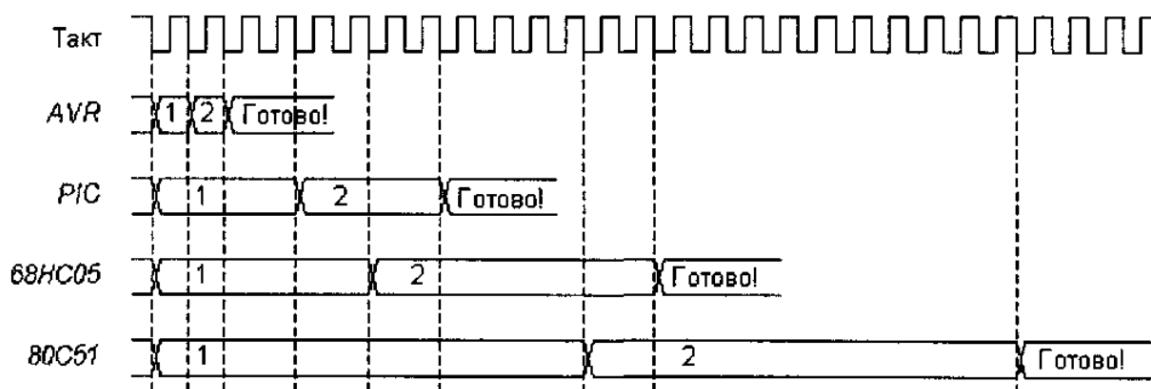 Такт
AVR 1 2 Готово!
PIC 1 2 Готово!
68HC05 1 2 Готово!
80C51 1 2 Готово!